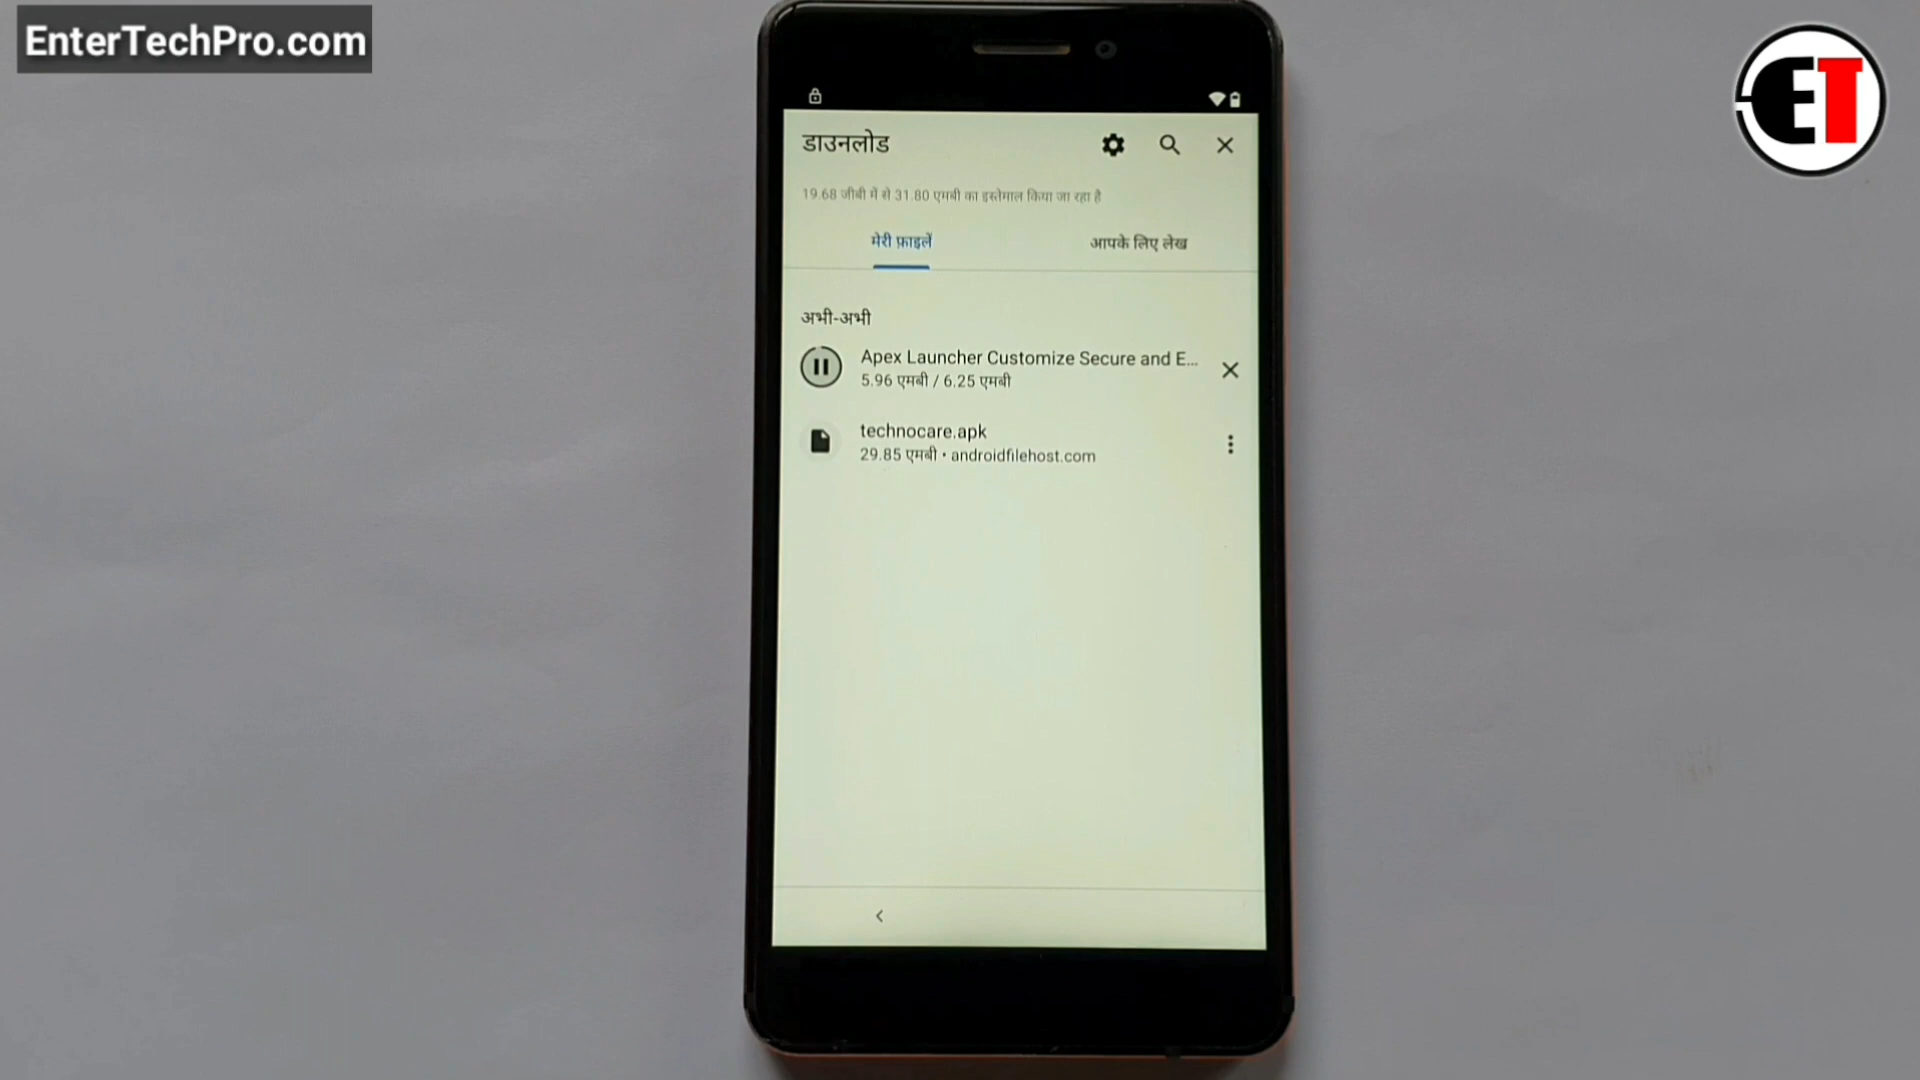 EnterTechPro.com
ET
डाउनलोड
19.68 जीबी में से 31.80 एमबी का इस्तेमाल किया जा रहा है
मेरी फ़ाइलें
आपके लिए लेख
अभी-अभी
Apex Launcher Customize Secure and E...
5.96 एमबी / 6.25 एमबी
technocare.apk
29.85 एमबी • androidfilehost.com